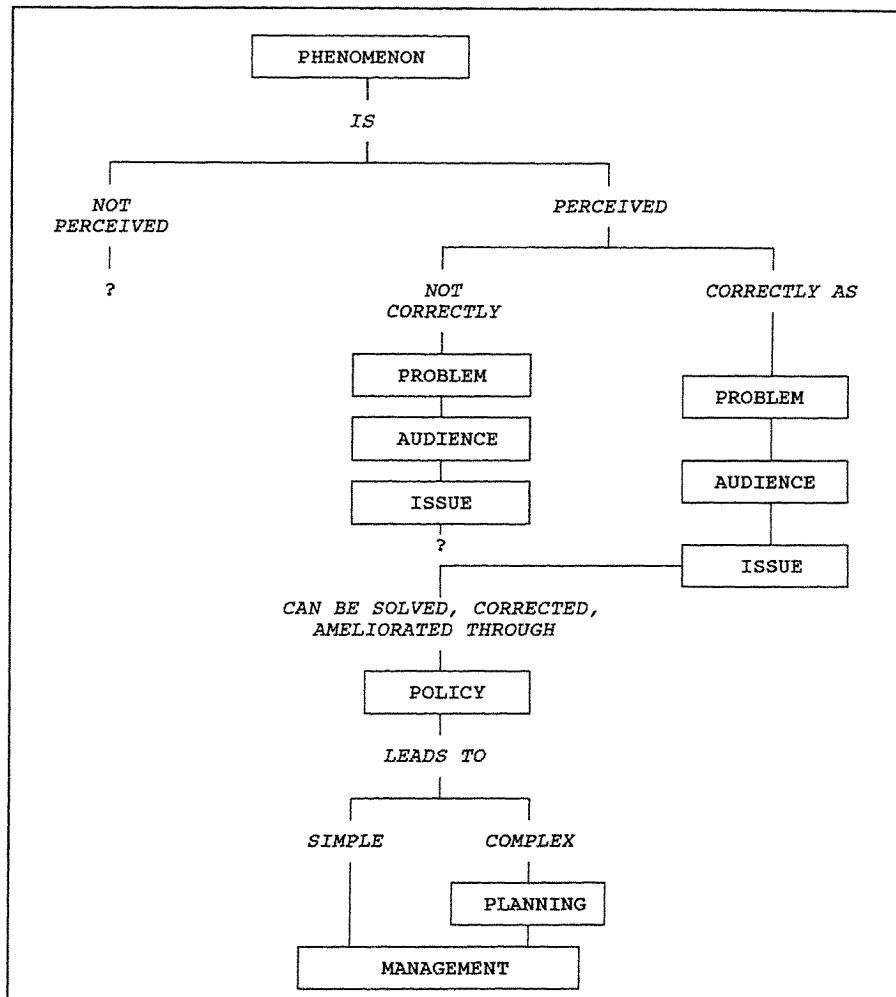 PHENOMENON
IS
NOT
PERCEIVED
?
PERCEIVED
NOT
CORRECTLY
PROBLEM
AUDIENCE
ISSUE
?
CORRECTLY AS
PROBLEM
AUDIENCE
ISSUE
CAN BE SOLVED, CORRECTED,
AMELIORATED THROUGH
POLICY
LEADS TO
SIMPLE
COMPLEX
PLANNING
MANAGEMENT